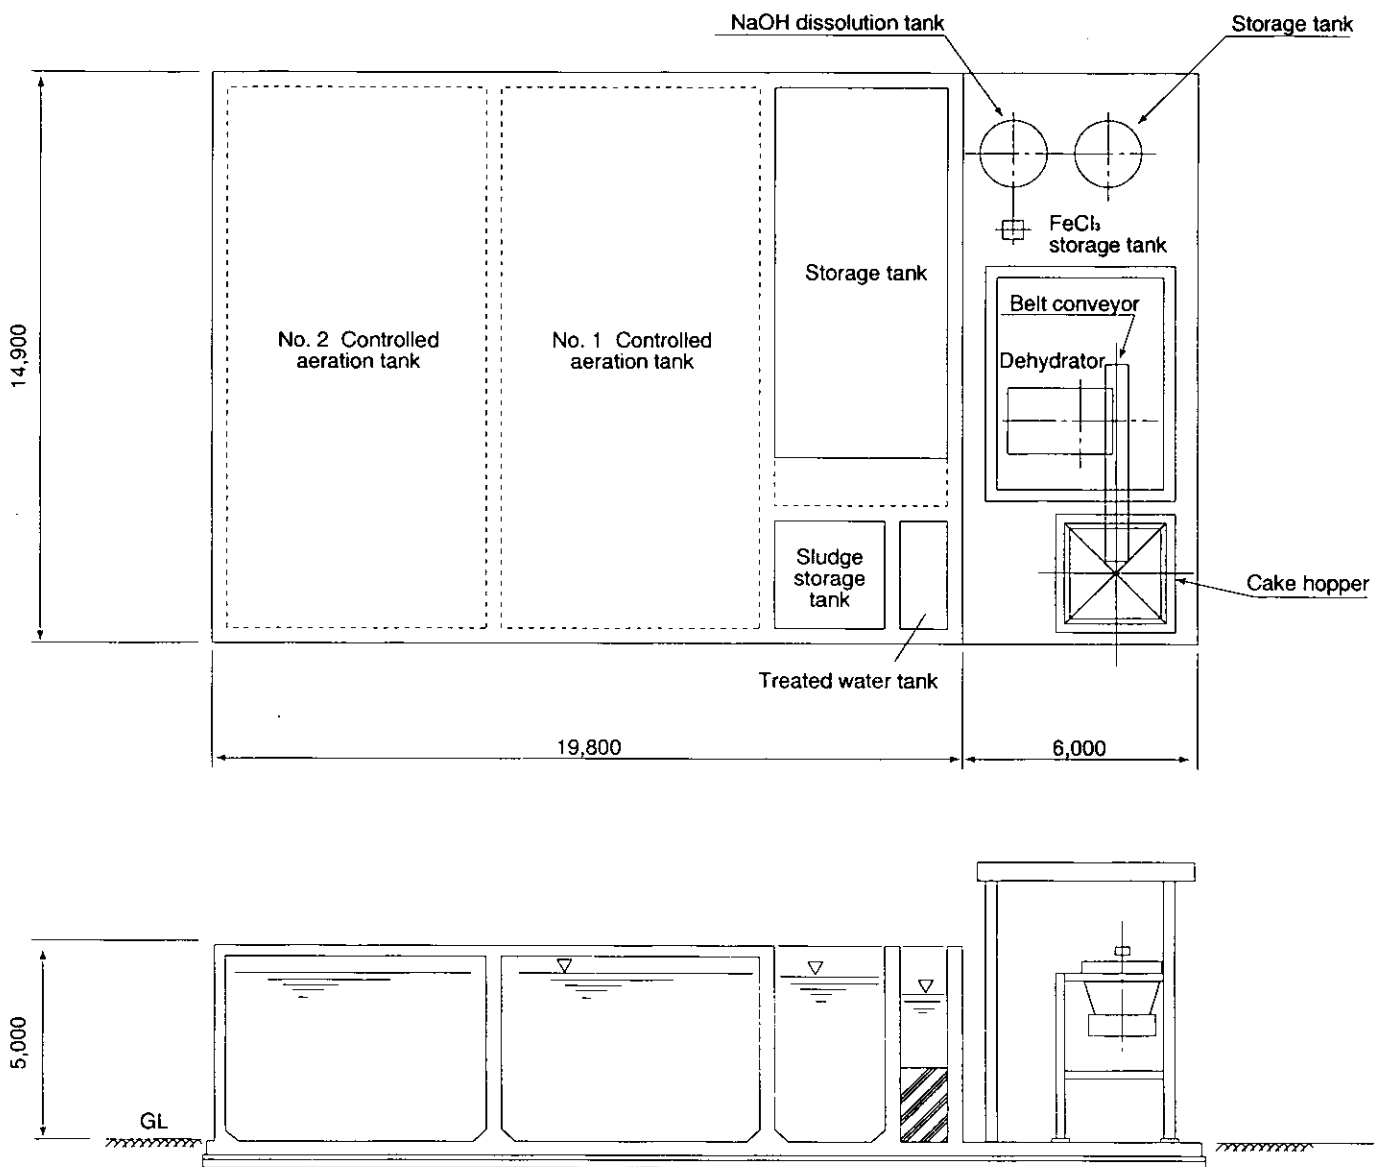 NaOH dissolution tank
Storage tank
FeCl₃
storage tank
Storage tank
Belt conveyor
No. 2 Controlled
aeration tank
No. 1 Controlled
aeration tank
Dehydrator
14,900
Sludge
storage
tank
Cake hopper
Treated water tank
19,800
6,000
5,000
GL